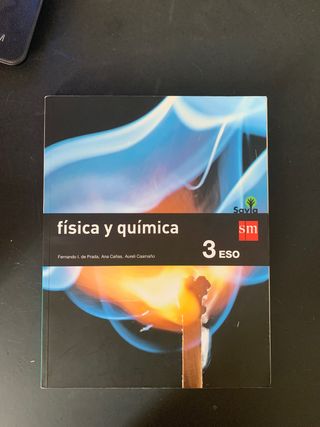 Savia
física y química
sm
Fernando I. de Prada, Ana Cañas, Aureli Caamaño
3 ESO